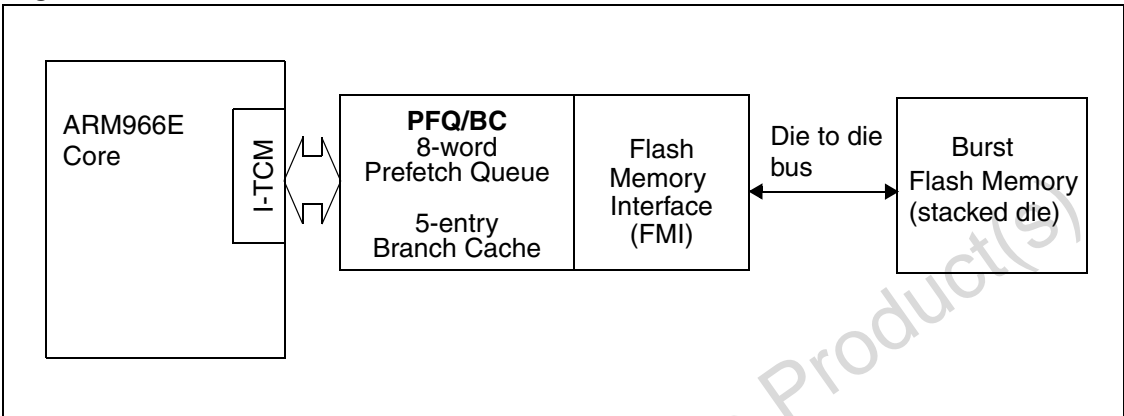 ARM966E
Core
I-TCM
PFQ/BC
8-word
Prefetch Queue
5-entry
Branch Cache
Flash
Memory
Interface
(FMI)
Die to die
bus
Burst
Flash Memory
(stacked die)
Product(s)